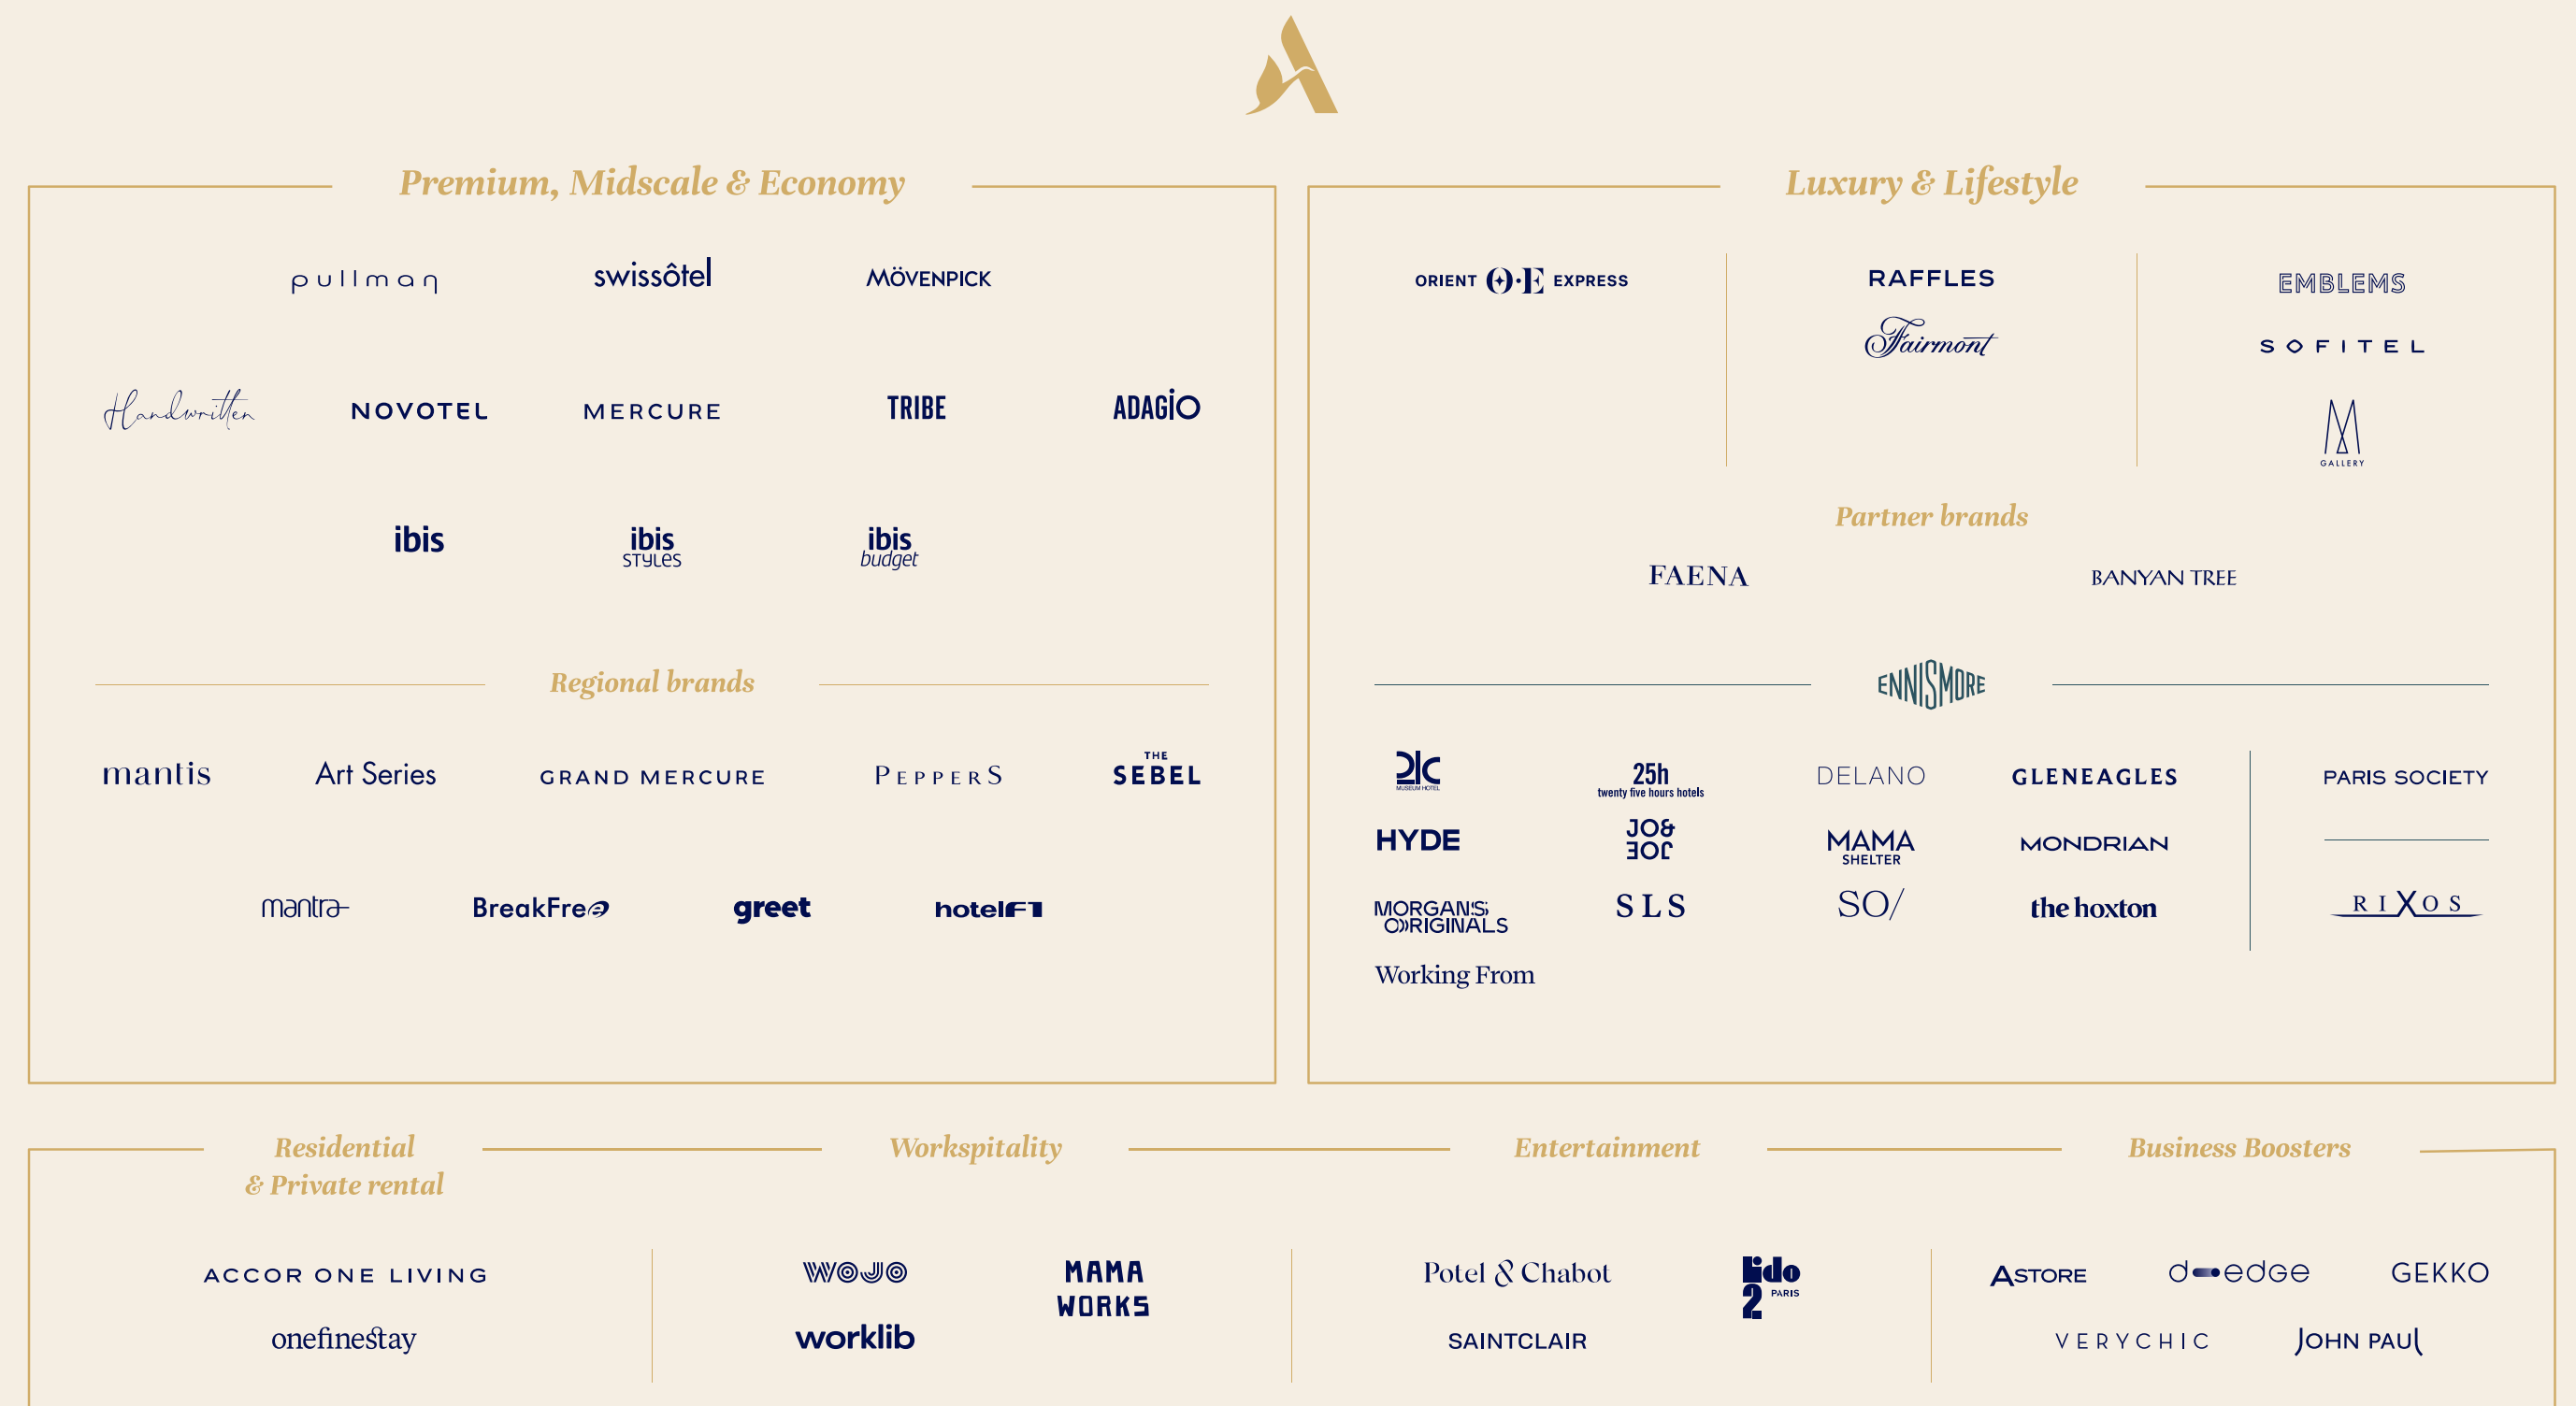 Premium, Midscale & Economy
pullman
swissôtel
MÖVENPICK
Handwritten
NOVOTEL
MERCURE
TRIBE
ADAGIO
ibis
ibis
STYLES
ibis
budget
Regional brands
mantis
Art Series
GRAND MERCURE
PEPPERS
THE
SEBEL
mantra
BreakFree
greet
hotelF1
Luxury & Lifestyle
ORIENT O·E EXPRESS
RAFFLES
Fairmont
EMBLEMS
SOFITEL
M
GALLERY
Partner brands
FAENA
BANYAN TREE
ENNISMORE
21c
MUSEUM HOTEL
25h
twenty five hours hotels
DELANO
GLENEAGLES
PARIS SOCIETY
HYDE
JO&
JOE
MAMA
SHELTER
MONDRIAN
MORGANS
ORIGINALS
SLS
SO/
the hoxton
RIXOS
Working From
Residential
& Private rental
ACCOR ONE LIVING
onefinestay
Workspitality
WOJO
MAMA
WORKS
worklib
Entertainment
Potel & Chabot
lido
2 PARIS
SAINTCLAIR
Business Boosters
ASTORE
d-edge
GEKKO
VERYCHIC
JOHN PAUL